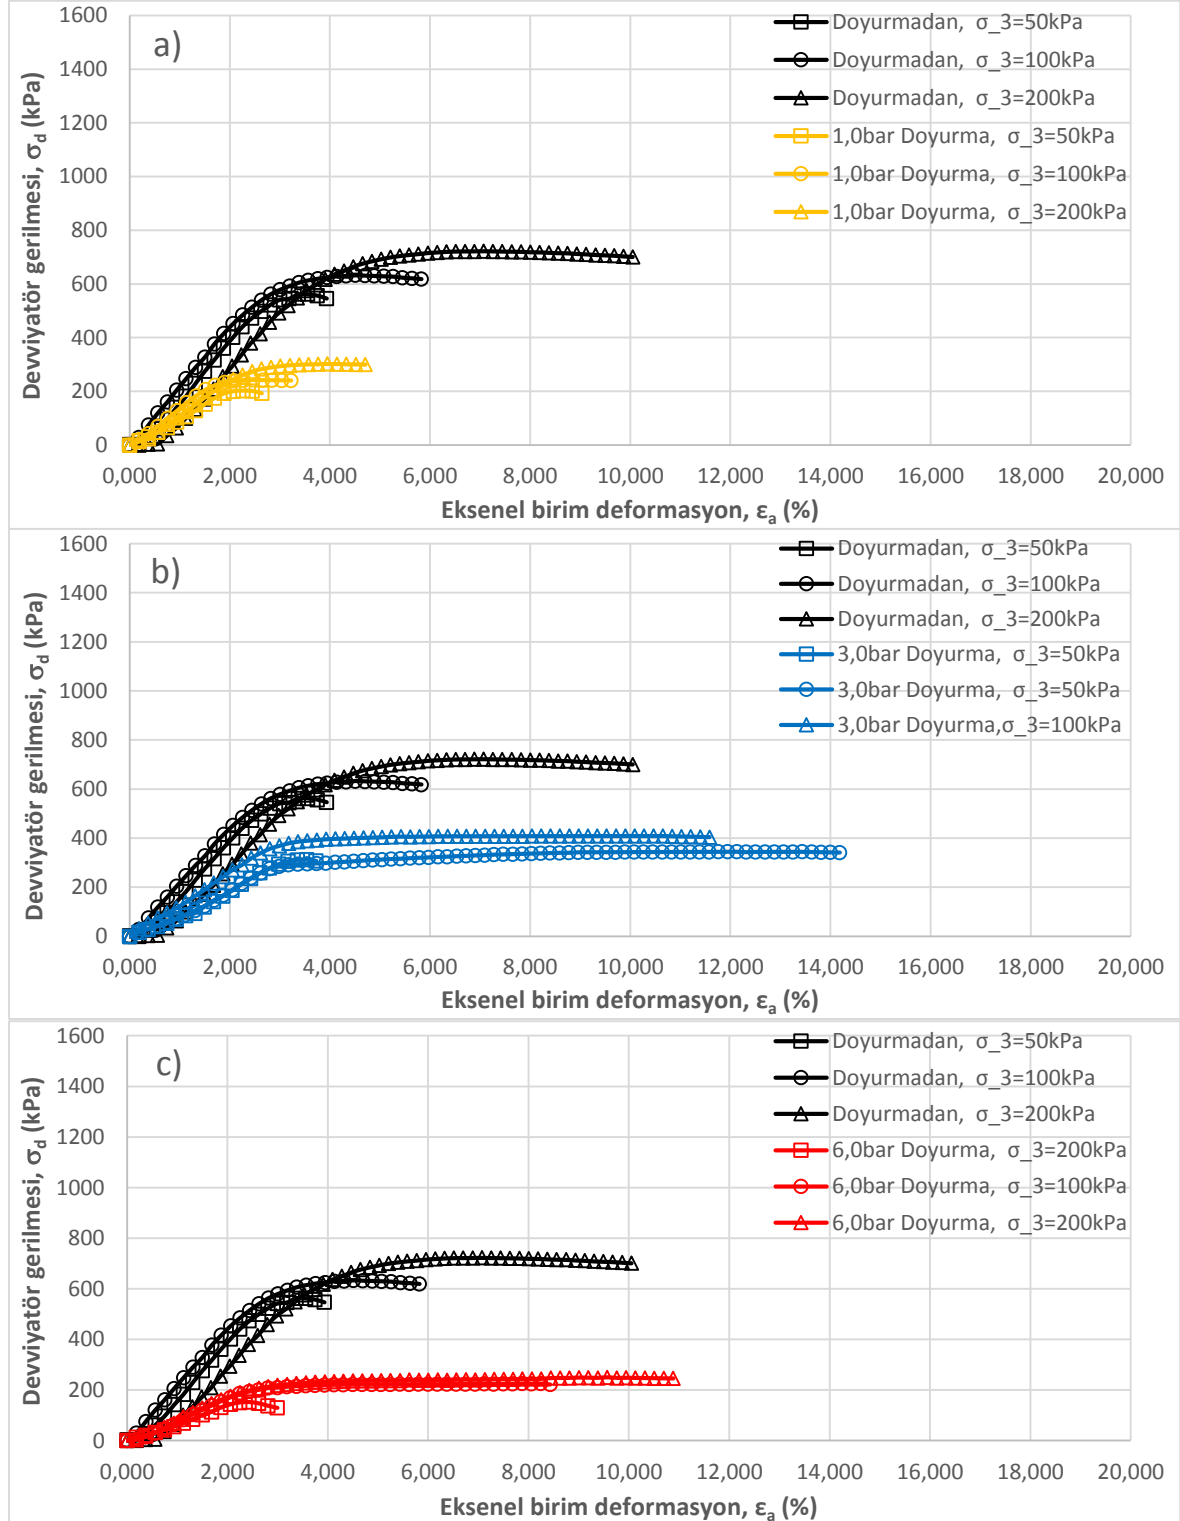 a)
Devviyatör gerilmesi, σd (kPa)
1600
1400
1200
1000
800
600
400
200
0
Doyurmadan, σ_3=50kPa
Doyurmadan, σ_3=100kPa
Doyurmadan, σ_3=200kPa
1,0bar Doyurma, σ_3=50kPa
1,0bar Doyurma, σ_3=100kPa
1,0bar Doyurma, σ_3=200kPa
0,000 2,000 4,000 6,000 8,000 10,000 12,000 14,000 16,000 18,000 20,000
Eksenel birim deformasyon, εa (%)
b)
Devviyatör gerilmesi, σd (kPa)
1600
1400
1200
1000
800
600
400
200
0
Doyurmadan, σ_3=50kPa
Doyurmadan, σ_3=100kPa
Doyurmadan, σ_3=200kPa
3,0bar Doyurma, σ_3=50kPa
3,0bar Doyurma, σ_3=50kPa
3,0bar Doyurma,σ_3=100kPa
0,000 2,000 4,000 6,000 8,000 10,000 12,000 14,000 16,000 18,000 20,000
Eksenel birim deformasyon, εa (%)
c)
Devviyatör gerilmesi, σd (kPa)
1600
1400
1200
1000
800
600
400
200
0
Doyurmadan, σ_3=50kPa
Doyurmadan, σ_3=100kPa
Doyurmadan, σ_3=200kPa
6,0bar Doyurma, σ_3=200kPa
6,0bar Doyurma, σ_3=100kPa
6,0bar Doyurma, σ_3=200kPa
0,000 2,000 4,000 6,000 8,000 10,000 12,000 14,000 16,000 18,000 20,000
Eksenel birim deformasyon, εa (%)